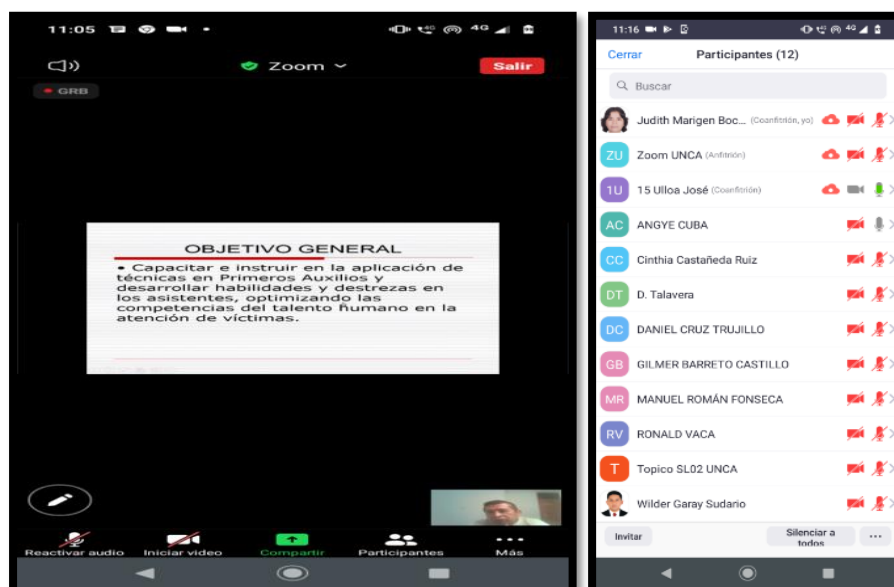 11:05
4G
Zoom
Salir
GRB
OBJETIVO GENERAL
• Capacitar e instruir en la aplicación de
técnicas en Primeros Auxilios y
desarrollar habilidades y destrezas en
los asistentes, optimizando las
competencias del talento humano en la
atención de víctimas.
Reactivar audio
Iniciar video
Compartir
Participantes
Más
11:16
4G
Cerrar
Participantes (12)
Buscar
Judith Marigen Boc... (Coanfitrión, yo)
ZU Zoom UNCA (Anfitrión)
1U 15 Ulloa José (Coanfitrión)
AC ANGYE CUBA
CC Cinthia Castañeda Ruiz
DT D. Talavera
DC DANIEL CRUZ TRUJILLO
GB GILMER BARRETO CASTILLO
MR MANUEL ROMÁN FONSECA
RV RONALD VACA
T Topico SL02 UNCA
Wilder Garay Sudario
Invitar
Silenciar a
todos